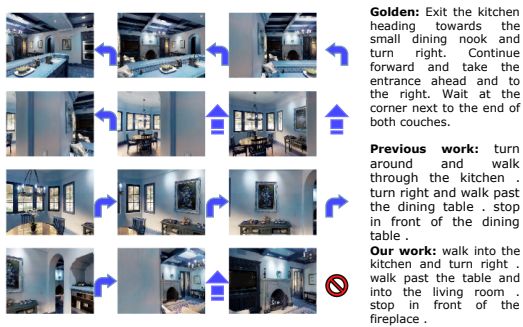 Golden: Exit the kitchen
heading towards the
small dining nook and
turn right. Continue
forward and take the
entrance ahead and to
the right. Wait at the
corner next to the end of
both couches.
Previous work: turn
around and walk
through the kitchen .
turn right and walk past
the dining table . stop
in front of the dining
table .
Our work: walk into the
kitchen and turn right .
walk past the table and
into the living room .
stop in front of the
fireplace .